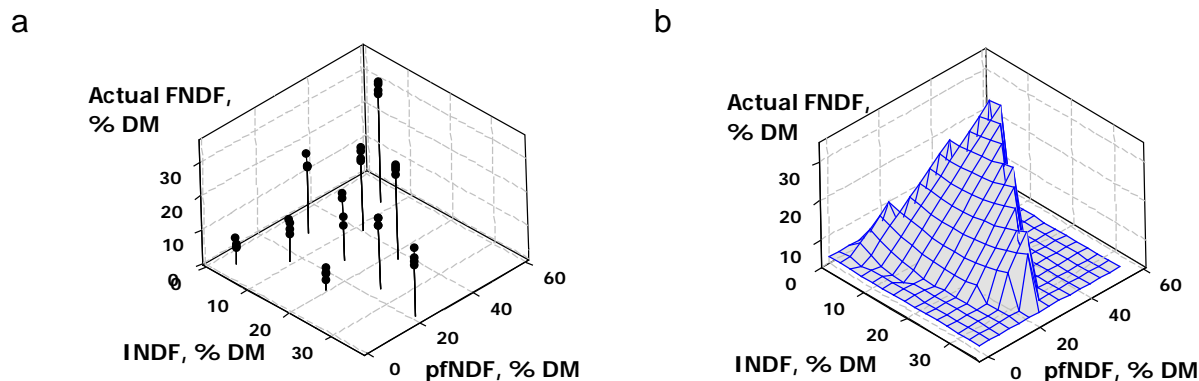 a
Actual FNDF,
% DM
30
20
10
0
0
10
20
30
INDF, % DM
0
20
40
60
pfNDF, % DM
b
Actual FNDF,
% DM
30
20
10
0
10
20
30
INDF, % DM
0
20
40
60
pfNDF, % DM